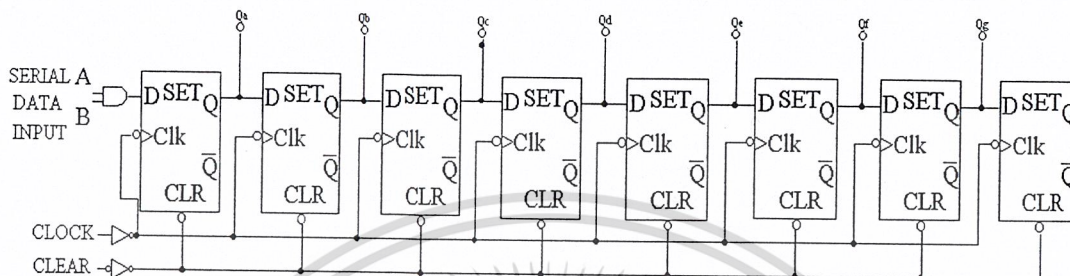 Qa Qb Qc Qd Qe Qf Qg
SERIAL A
DATA
INPUT B
D SET Q
Clk
Q
CLR
D SET Q
Clk
Q
CLR
D SET Q
Clk
Q
CLR
D SET Q
Clk
Q
CLR
D SET Q
Clk
Q
CLR
D SET Q
Clk
Q
CLR
D SET Q
Clk
Q
CLR
D SET Q
Clk
Q
CLR
CLOCK
CLEAR